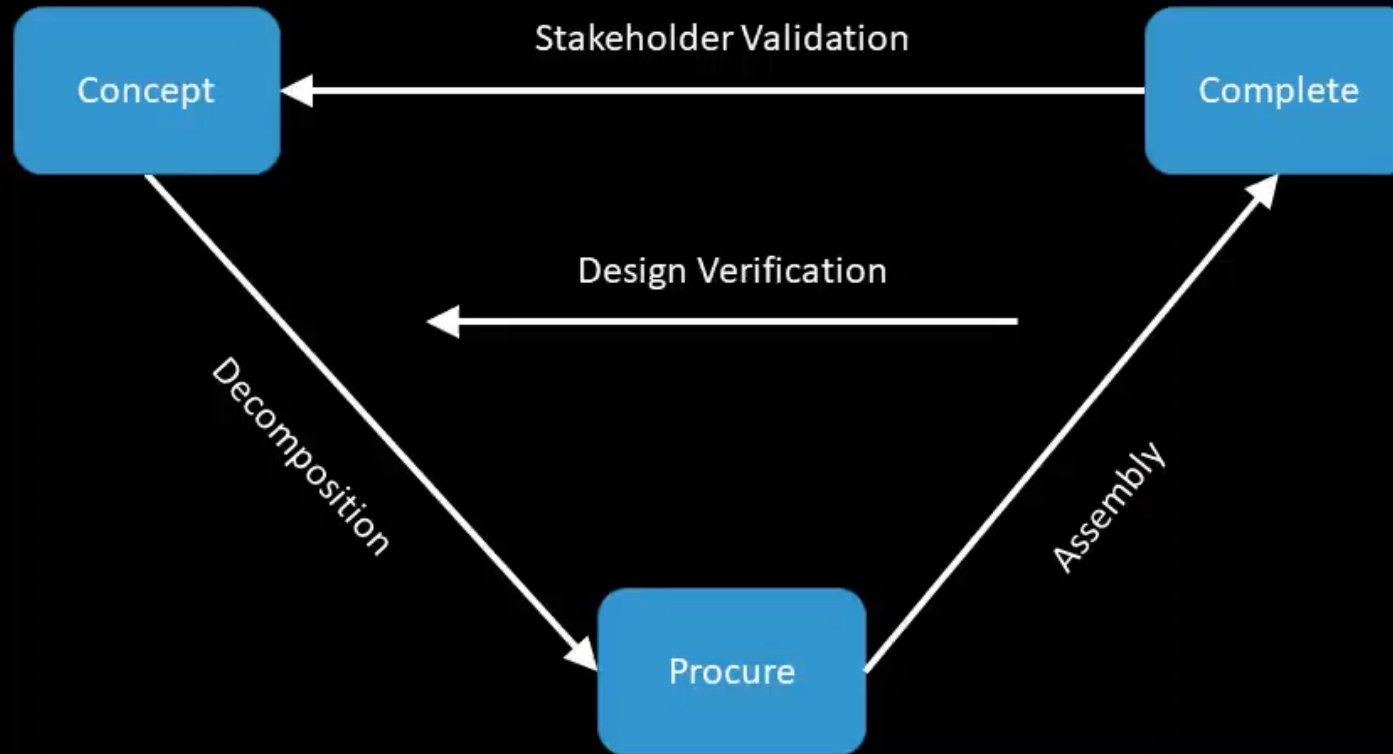 Stakeholder Validation
Concept
Complete
Design Verification
Decomposition
Assembly
Procure